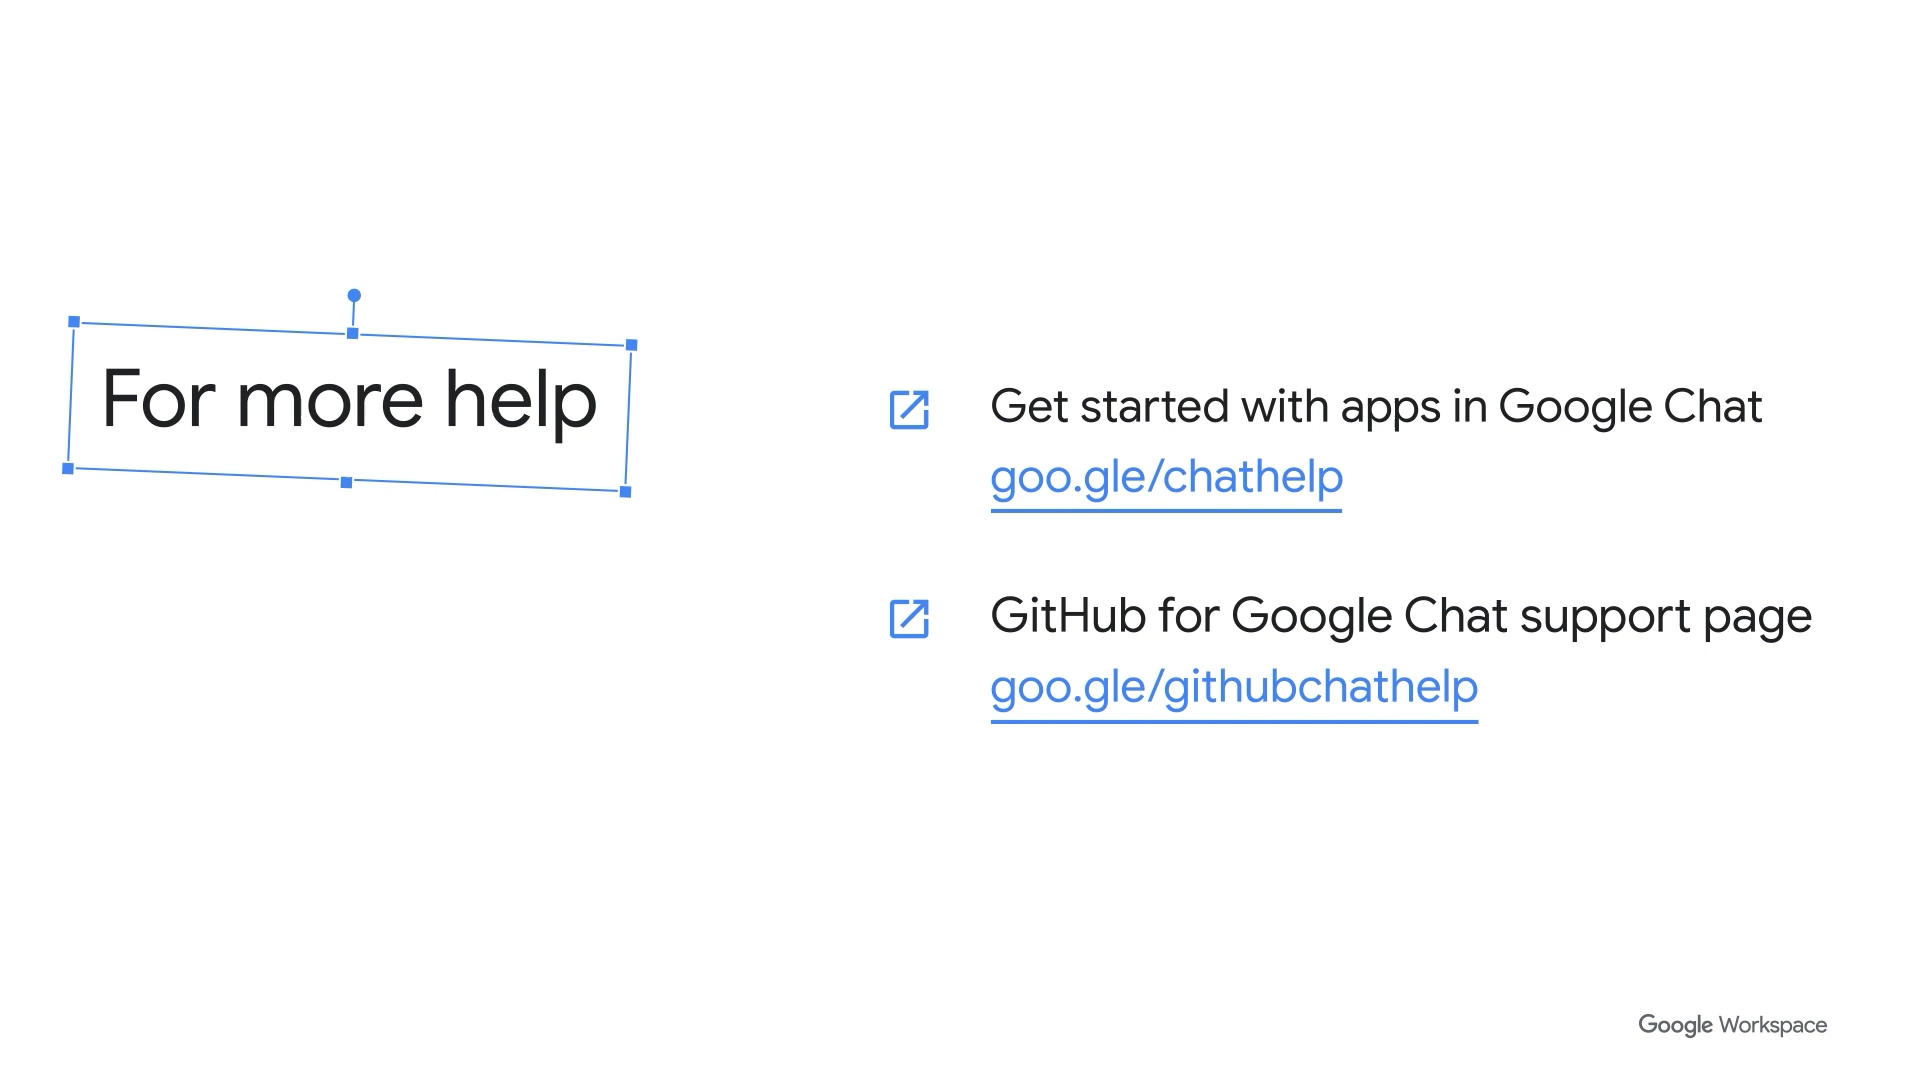 For more help
Get started with apps in Google Chat
goo.gle/chathelp
GitHub for Google Chat support page
goo.gle/githubchathelp
Google Workspace